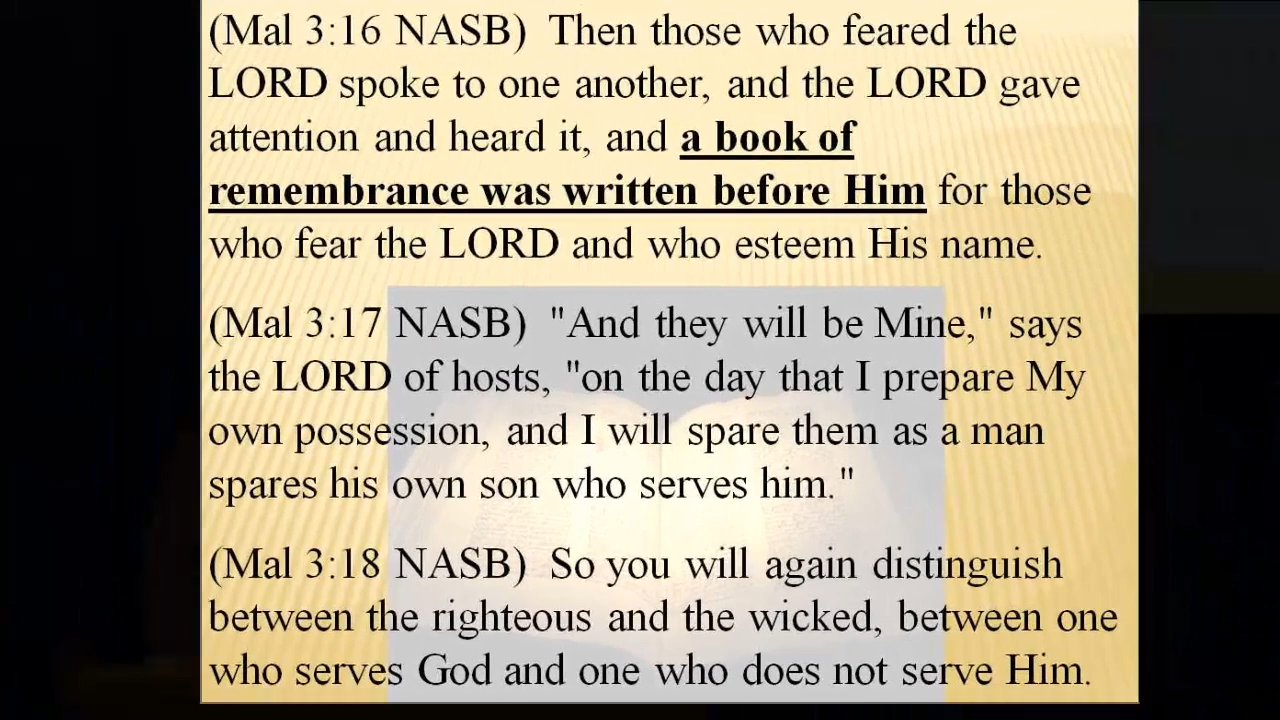 (Mal 3:16 NASB) Then those who feared the
LORD spoke to one another, and the LORD gave
attention and heard it, and a book of
remembrance was written before Him for those
who fear the LORD and who esteem His name.
(Mal 3:17 NASB) "And they will be Mine," says
the LORD of hosts, "on the day that I prepare My
own possession, and I will spare them as a man
spares his own son who serves him."
(Mal 3:18 NASB) So you will again distinguish
between the righteous and the wicked, between one
who serves God and one who does not serve Him.